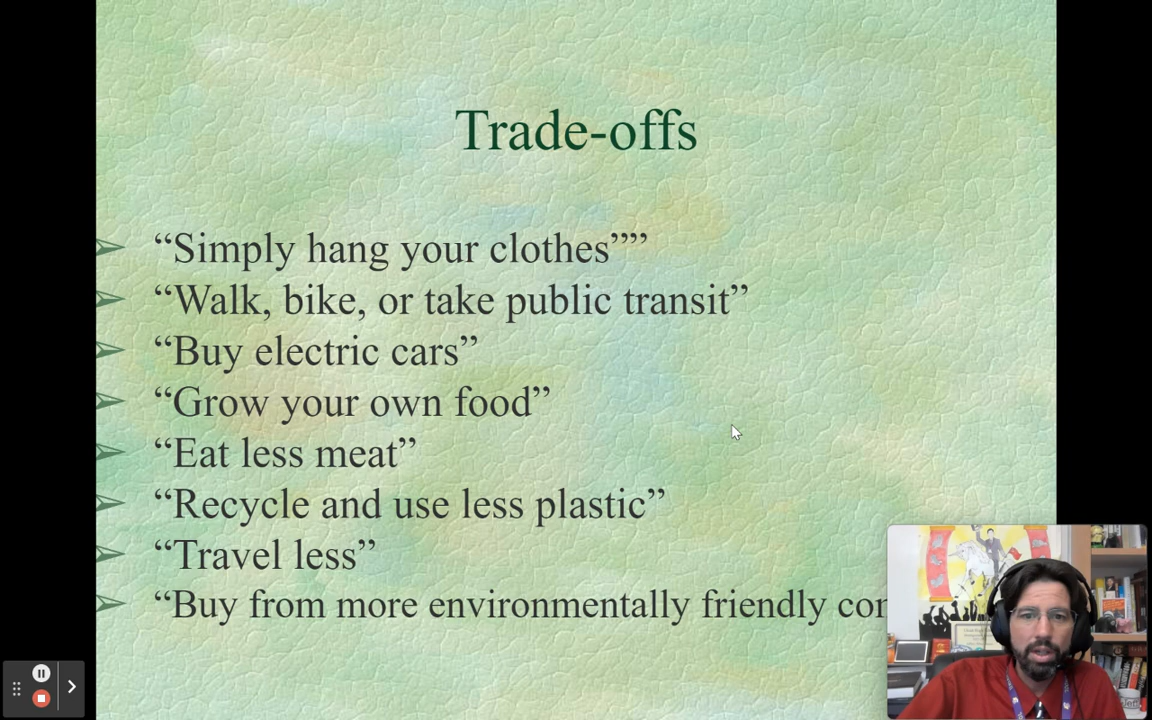 Trade-offs
“Simply hang your clothes””
“Walk, bike, or take public transit”
“Buy electric cars”
“Grow your own food”
“Eat less meat”
“Recycle and use less plastic”
“Travel less”
“Buy from more environmentally friendly